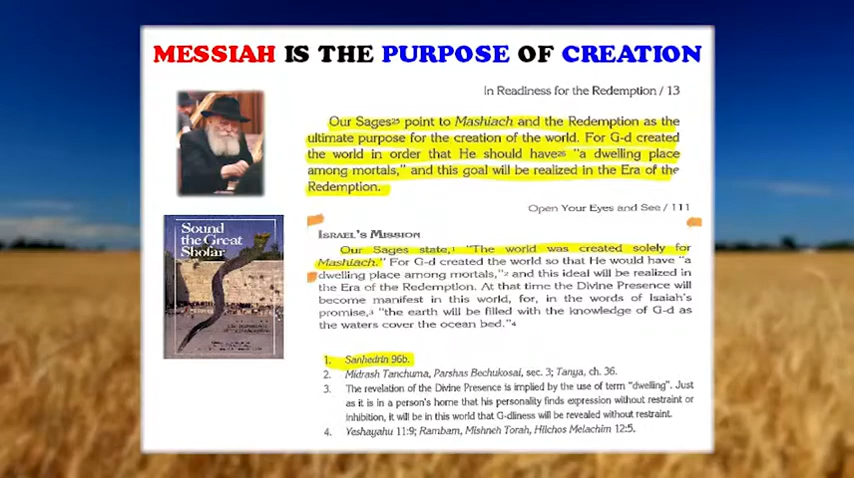 MESSIAH IS THE PURPOSE OF CREATION
In Readiness for the Redemption / 13
Our Sages²⁵ point to Mashiach and the Redemption as the
ultimate purpose for the creation of the world. For G-d created
the world in order that He should have²⁶ "a dwelling place
among mortals," and this goal will be realized in the Era of the
Redemption.
Open Your Eyes and See / 111
Sound
the Great
Shofar
ISRAEL'S MISSION
Our Sages state,¹ "The world was created solely for
Mashiach." For G-d created the world so that He would have "a
dwelling place among mortals,"² and this ideal will be realized in
the Era of the Redemption. At that time the Divine Presence will
become manifest in this world, for, in the words of Isaiah's
promise,³ "the earth will be filled with the knowledge of G-d as
the waters cover the ocean bed."⁴
1. Sanhedrin 96b.
2. Midrash Tanchuma, Parshas Bechukosai, sec. 3; Tanya, ch. 36.
3. The revelation of the Divine Presence is implied by the use of term "dwelling". Just
as it is in a person's home that his personality finds expression without restraint or
inhibition, it will be in this world that G-dliness will be revealed without restraint.
4. Yeshayahu 11:9; Rambam, Mishneh Torah, Hilchos Melachim 12:5.